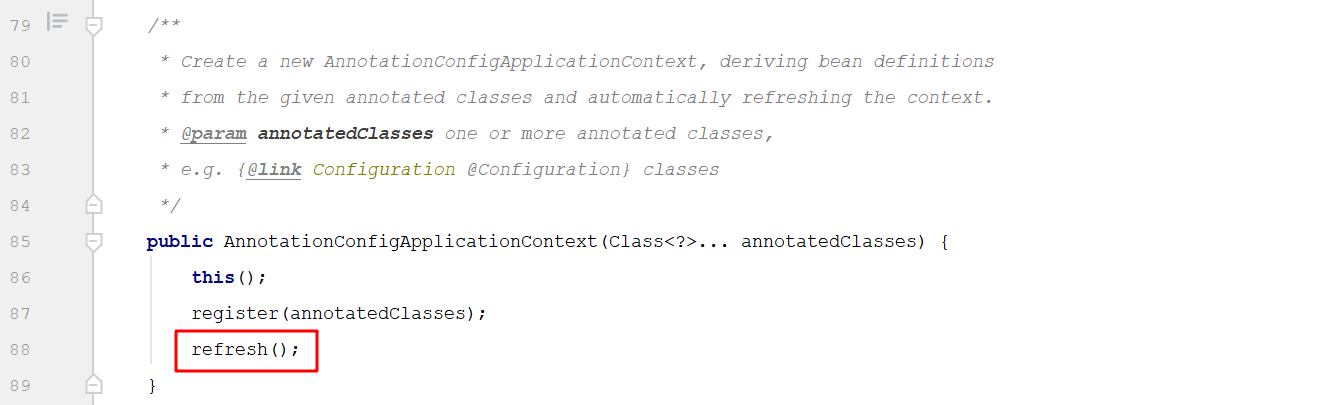 79 /**
80 * Create a new AnnotationConfigApplicationContext, deriving bean definitions
81 * from the given annotated classes and automatically refreshing the context.
82 * @param annotatedClasses one or more annotated classes,
83 * e.g. {@link Configuration @Configuration} classes
84 */
85 public AnnotationConfigApplicationContext(Class<?>... annotatedClasses) {
86 this();
87 register(annotatedClasses);
88 refresh();
89 }